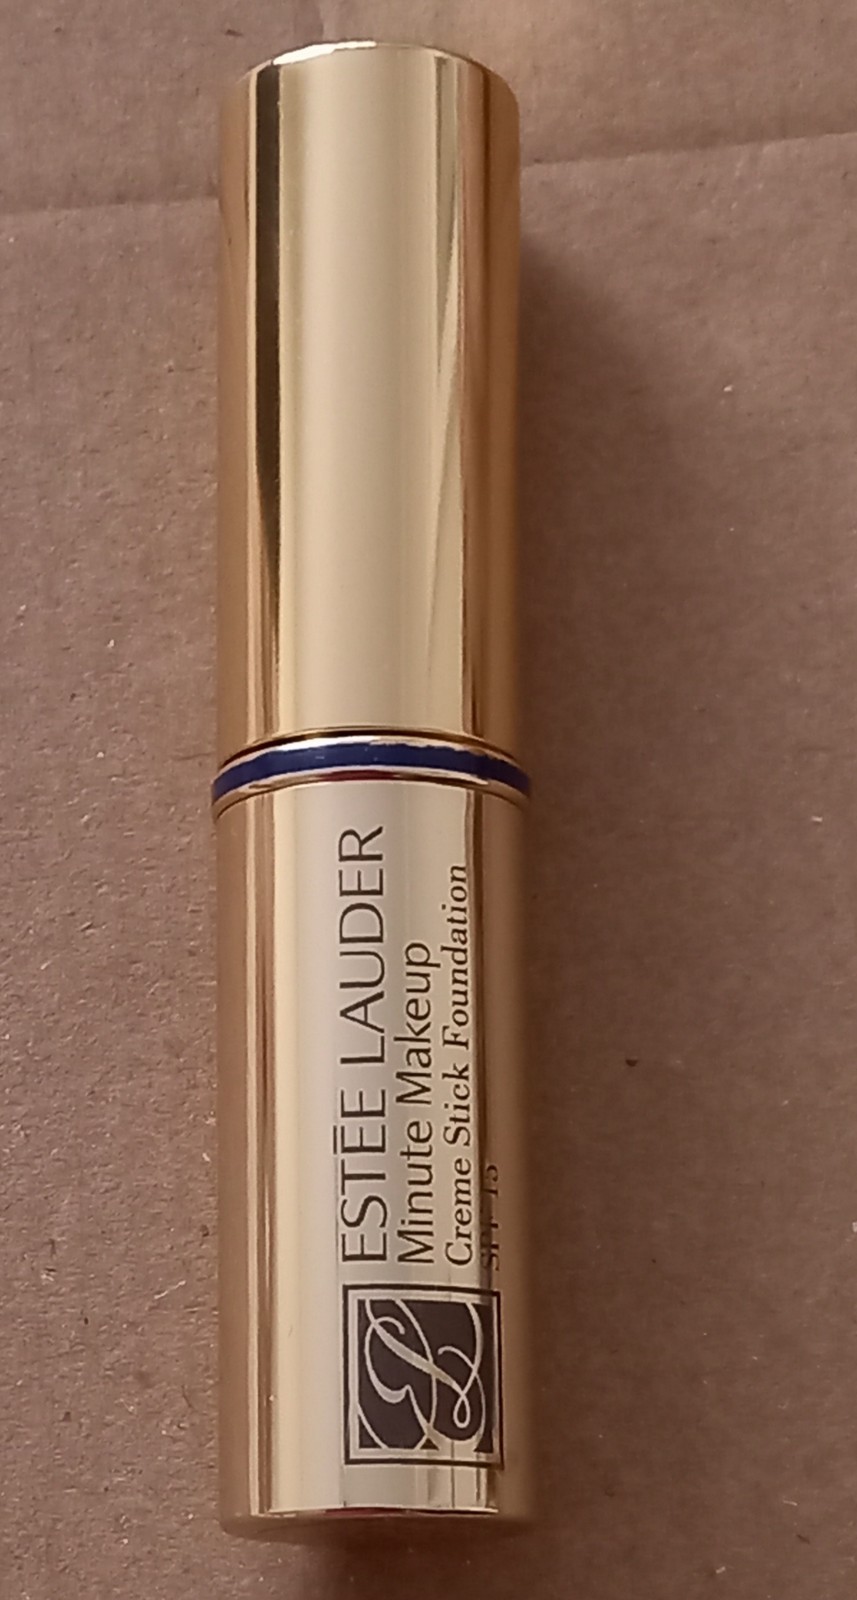 ESTĒE LAUDER
Minute Makeup
Creme Stick Foundation
SPF 15